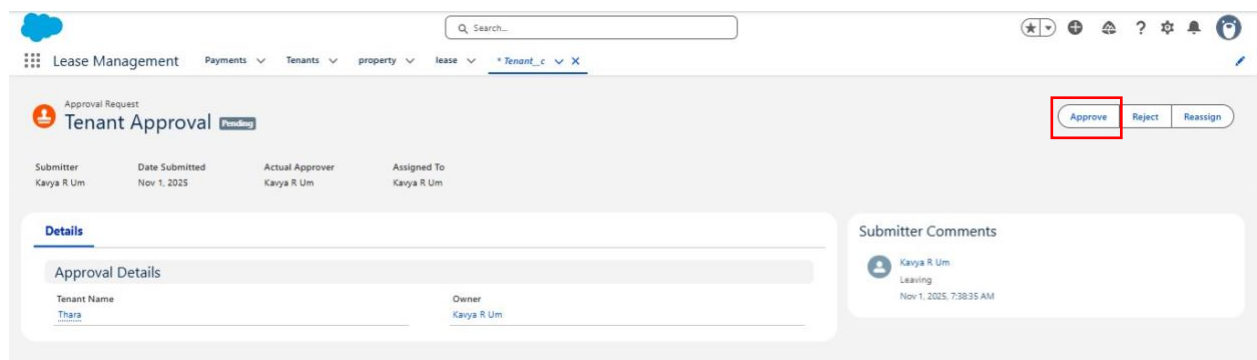 Search...
Lease Management Payments Tenants property lease * Tenant_c
Approval Request
Tenant Approval Pending
Approve Reject Reassign
Submitter Date Submitted Actual Approver Assigned To
Kavya R Um Nov 1, 2025 Kavya R Um Kavya R Um
Details
Approval Details
Tenant Name Owner
Thara Kavya R Um
Submitter Comments
Kavya R Um
Leaving
Nov 1, 2025, 7:38:35 AM